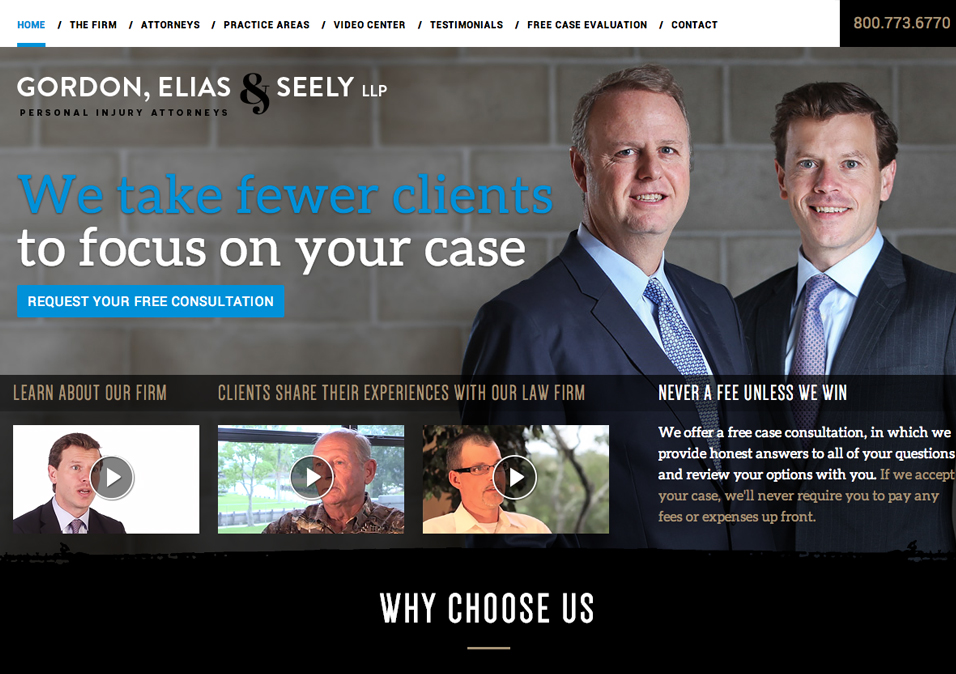 HOME / THE FIRM / ATTORNEYS / PRACTICE AREAS / VIDEO CENTER / TESTIMONIALS / FREE CASE EVALUATION / CONTACT
800.773.6770
GORDON, ELIAS & SEELY LLP
PERSONAL INJURY ATTORNEYS
We take fewer clients
to focus on your case
REQUEST YOUR FREE CONSULTATION
LEARN ABOUT OUR FIRM
CLIENTS SHARE THEIR EXPERIENCES WITH OUR LAW FIRM
NEVER A FEE UNLESS WE WIN
We offer a free case consultation, in which we
provide honest answers to all of your questions
and review your options with you. If we accept
your case, we'll never require you to pay any
fees or expenses up front.
WHY CHOOSE US